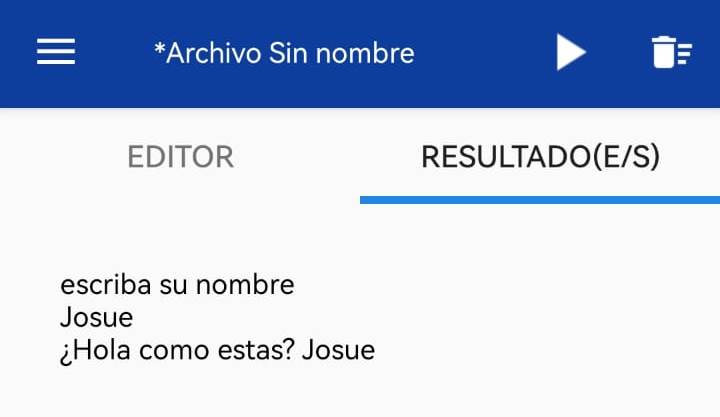 *Archivo Sin nombre
EDITOR
RESULTADO(E/S)
escriba su nombre
Josue
¿Hola como estas? Josue